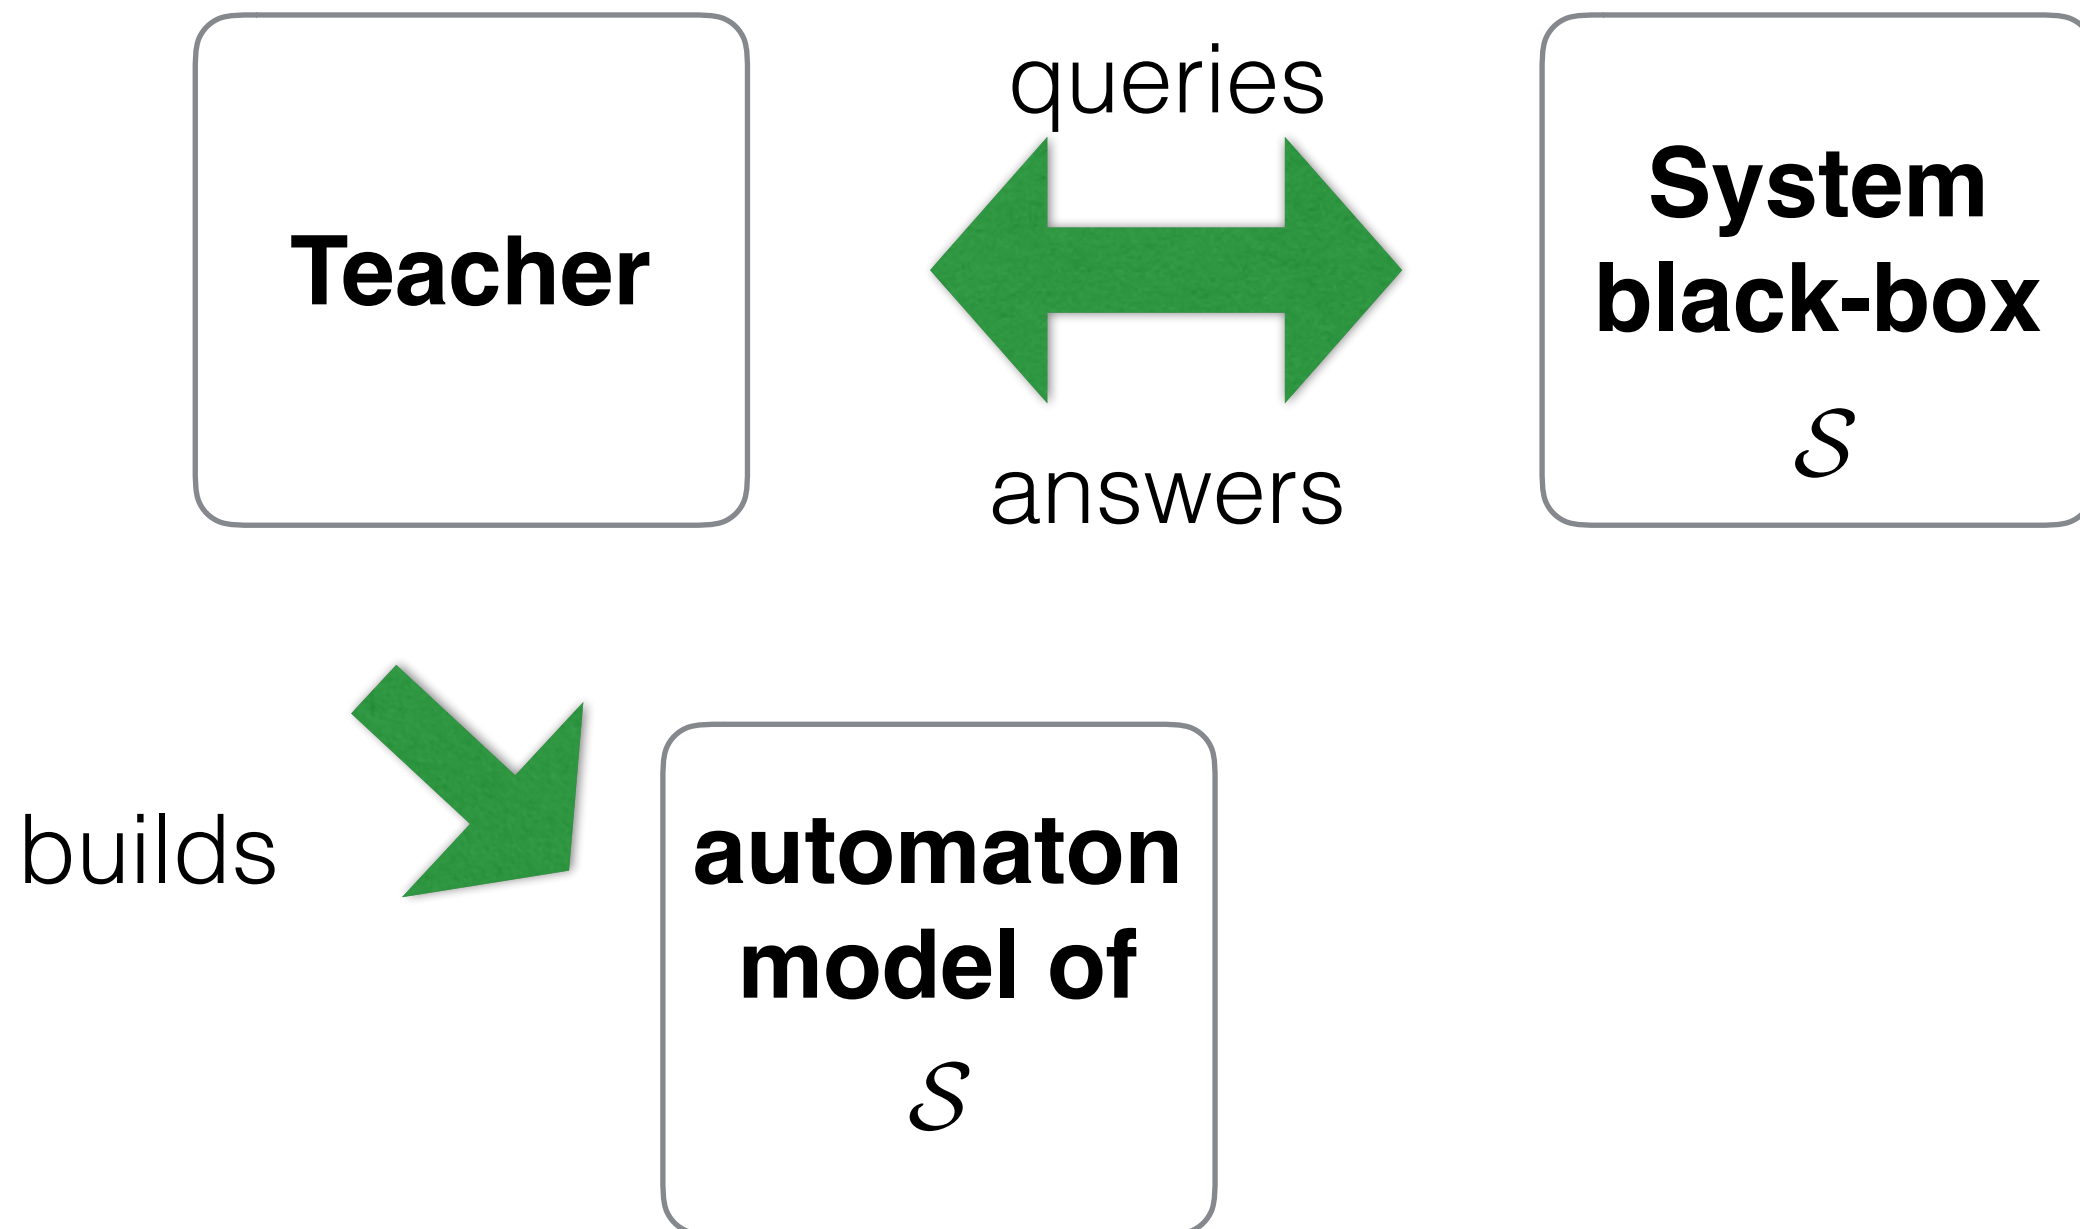 Teacher
queries
answers
System
black-box
𝒮
builds
automaton
model of
𝒮